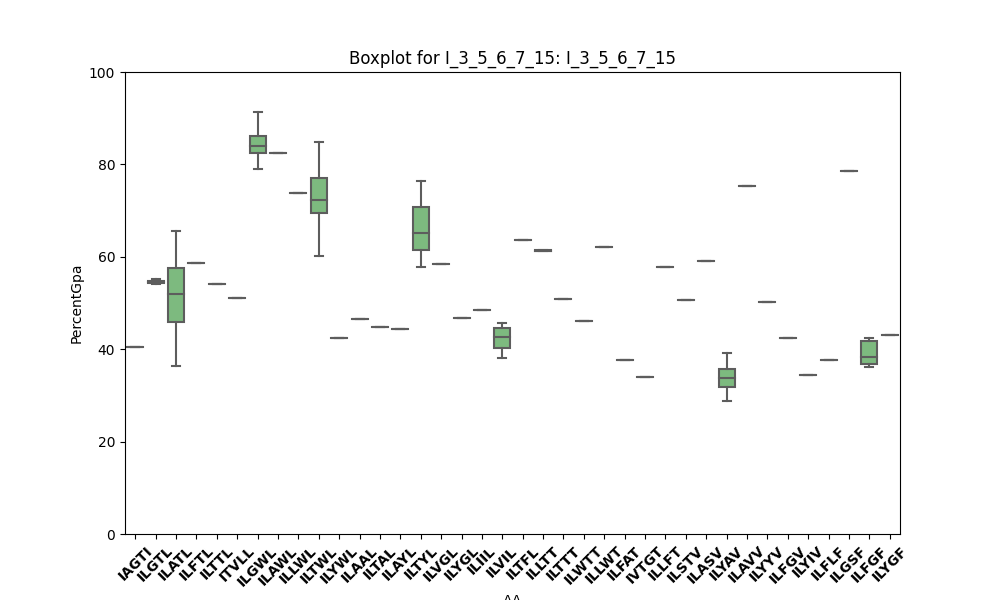 Boxplot for I_3_5_6_7_15: I_3_5_6_7_15
PercentGpa
100
80
60
40
20
0
IAGTI
ILGTL
ILATL
ILFTL
ILTTL
ITVLL
ILGWL
ILAWL
ILLWL
ILTWL
ILYWL
ILAAL
ILTAL
ILAYL
ILTYL
ILVGL
ILYGL
ILIIL
ILVIL
ILTFL
ILLTT
ILTTT
ILWTT
ILLWT
ILFAT
IVTGT
ILLFT
ILSTV
ILASV
ILYAV
ILAVV
ILYYV
ILFGV
ILYIV
ILFLF
ILGSF
ILFGF
ILYGF
AA